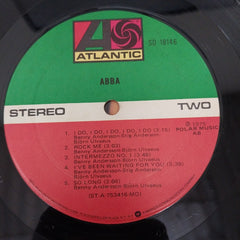 SD 18146
ATLANTIC
ABBA
STEREO
TWO
1. I DO, I DO, I DO, I DO, I DO (3.15)
Benny Andersson-Stig Anderson
Björn Ulvaeus
2. ROCK ME (3.03)
Benny Andersson-Björn Ulvaeus
3. INTERMEZZO NO. 1 (3.48)
Benny Andersson-Björn Ulvaeus
4. I'VE BEEN WAITING FOR YOU (3.39)
Benny Andersson-Stig Anderson
Björn Ulvaeus
5. SO LONG (3.06)
Benny Andersson-Björn Ulvaeus
(ST-A-753416-MO)
℗ 1975
POLAR MUSIC
AB